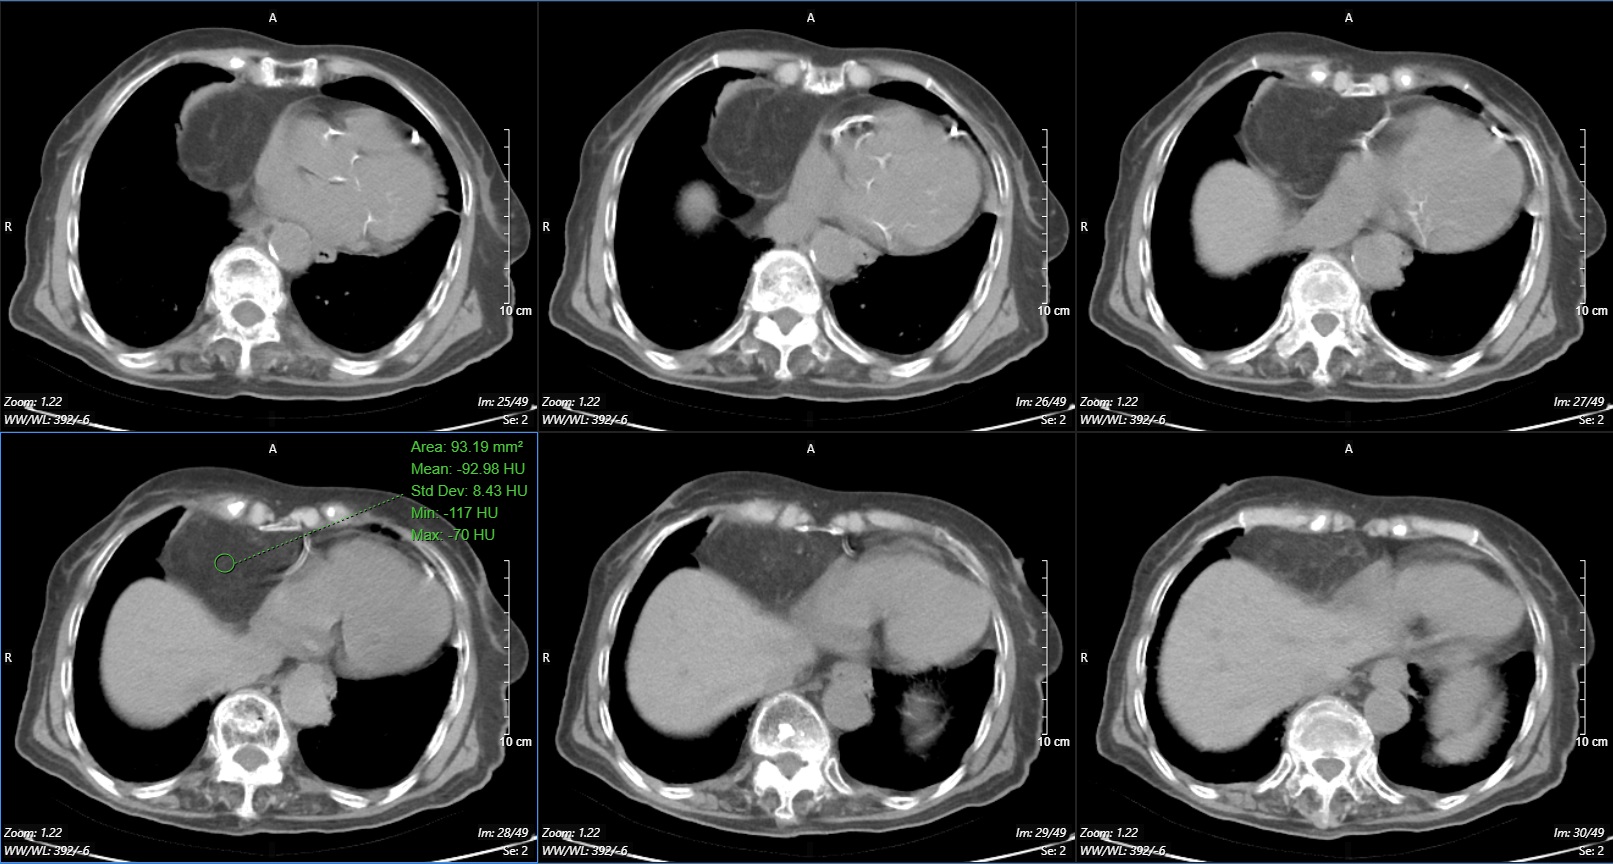 A
R
10 cm
Zoom: 1.22
WW/WL: 392/-6
Im: 25/49
Se: 2
A
R
10 cm
Zoom: 1.22
WW/WL: 392/-6
Im: 26/49
Se: 2
A
R
10 cm
Zoom: 1.22
WW/WL: 392/-6
Im: 27/49
Se: 2
A
Area: 93.19 mm²
Mean: -92.98 HU
Std Dev: 8.43 HU
Min: -117 HU
Max: -70 HU
R
10 cm
Zoom: 1.22
WW/WL: 392/-6
Im: 28/49
Se: 2
A
R
10 cm
Zoom: 1.22
WW/WL: 392/-6
Im: 29/49
Se: 2
A
R
10 cm
Zoom: 1.22
WW/WL: 392/-6
Im: 30/49
Se: 2